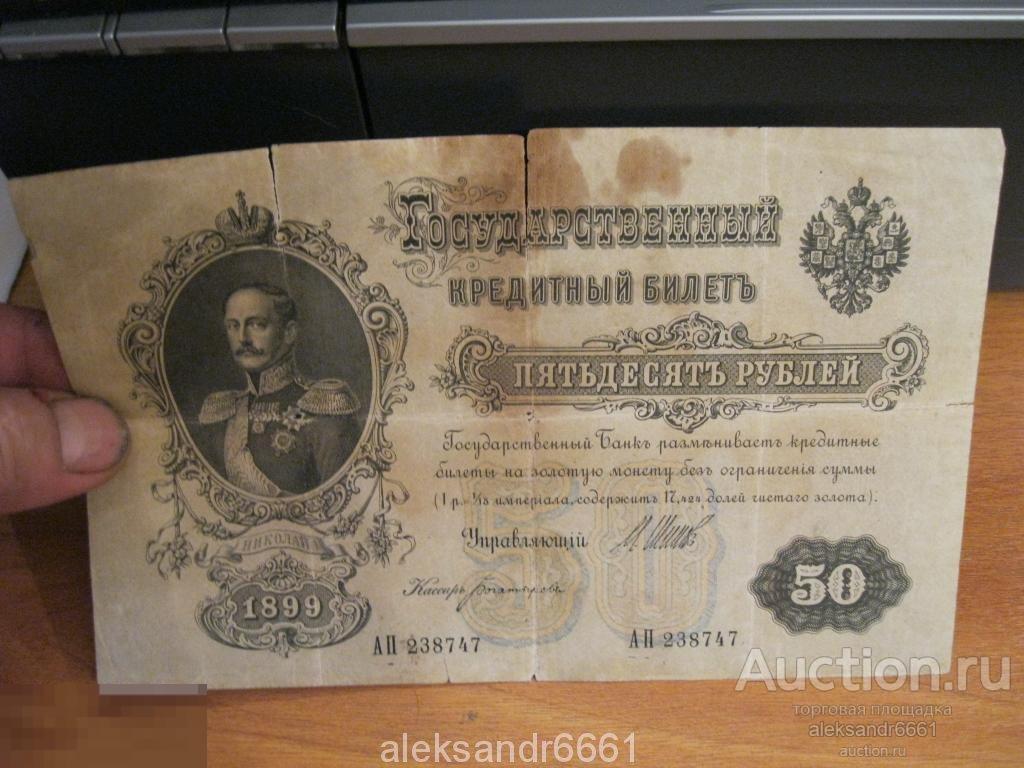 Государственный
кредитный билетъ
пятьдесятъ рублей
Государственный Банкъ размѣниваетъ кредитные
билеты на золотую монету безъ ограниченія суммы
(1 р.= 1/15 имперіала, содержитъ 17,424 долей чистаго золота).
50
Управляющій
Кассиръ
НИКОЛАЙ I
1899
50
АП 238747
АП 238747
Auction.ru
торговая площадка
aleksandr6661
auction.ru
aleksandr6661